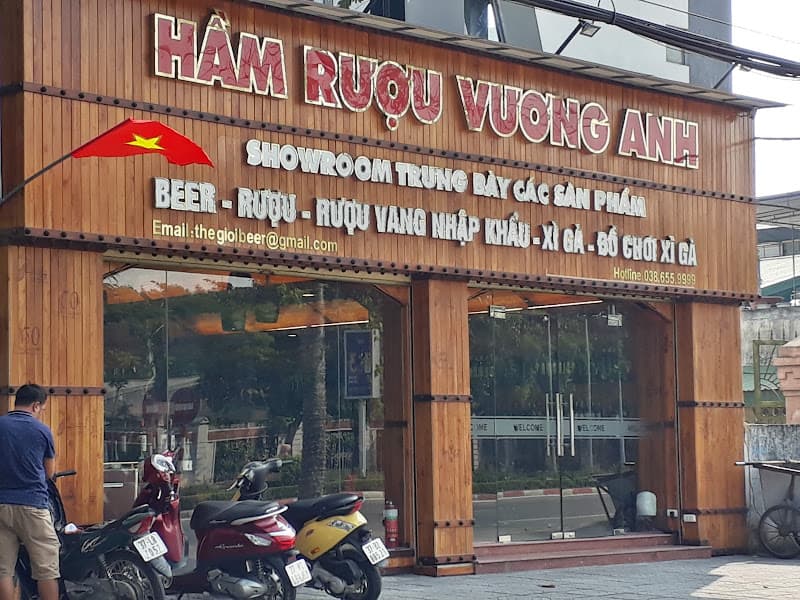 HẦM RƯỢU VƯƠNG ANH
SHOWROOM TRƯNG BÀY CÁC SẢN PHẨM
BEER - RƯỢU - RƯỢU VANG NHẬP KHẨU - XÌ GÀ - ĐỒ CHƠI XÌ GÀ
Email:thegioibeer@gmail.com
Hotline:038.655.9999
WELCOME WELCOME